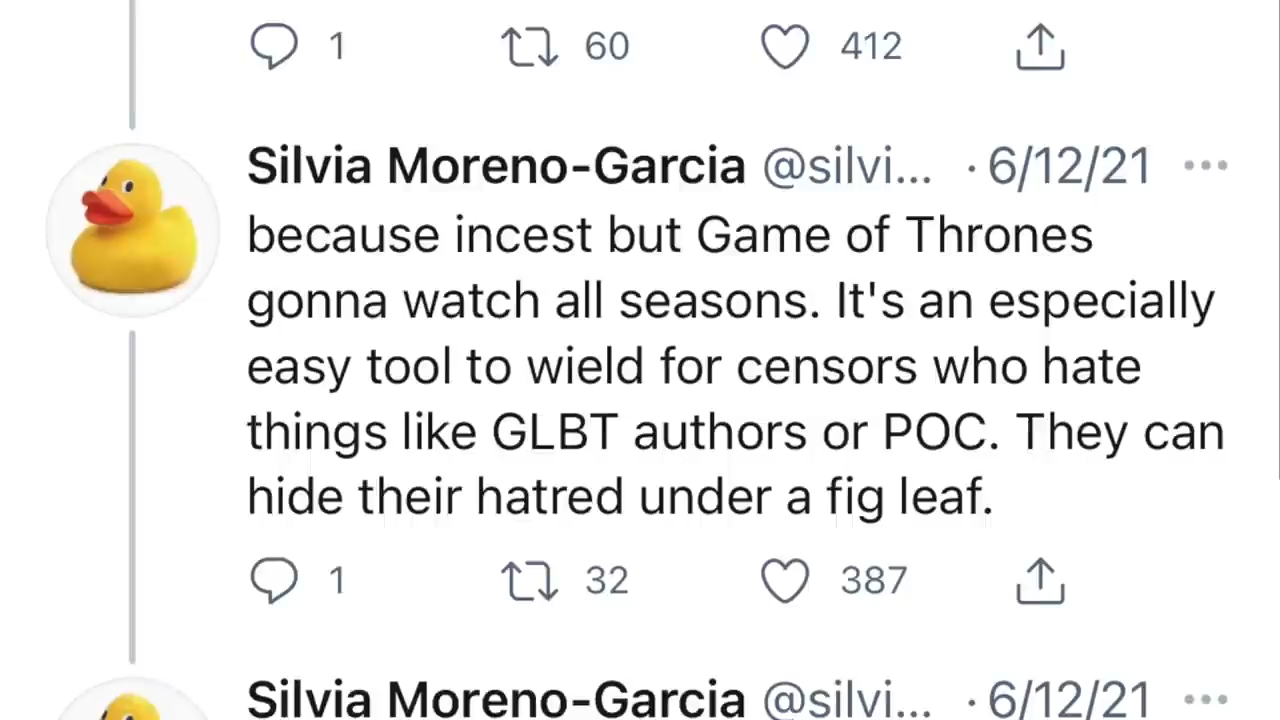 1 60 412
Silvia Moreno-Garcia @silvi... · 6/12/21 ...
because incest but Game of Thrones
gonna watch all seasons. It's an especially
easy tool to wield for censors who hate
things like GLBT authors or POC. They can
hide their hatred under a fig leaf.
1 32 387
Silvia Moreno-Garcia @silvi... · 6/12/21 ...